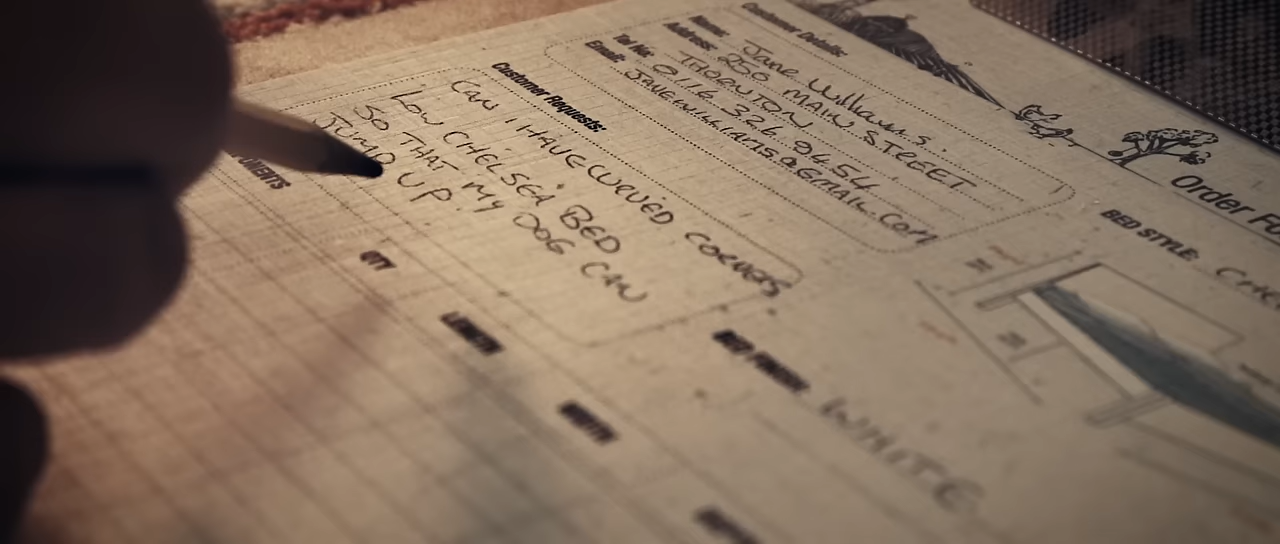 Order Fo
Customer Details:
Name: Jane Williams.
Address: 250 MAIN STREET
THORNTON
Tel No: 0116 326 9454
Email: JANEWILLIAMS@EMAIL.COM
Customer Requests:
CAN I HAVE CURVED CORNERS
LOW CHELSEA BED
SO THAT MY DOG CAN
JUMP UP.
BED STYLE: CHE
BED FINISH: WHITE
QTY
LENGTH
WIDTH